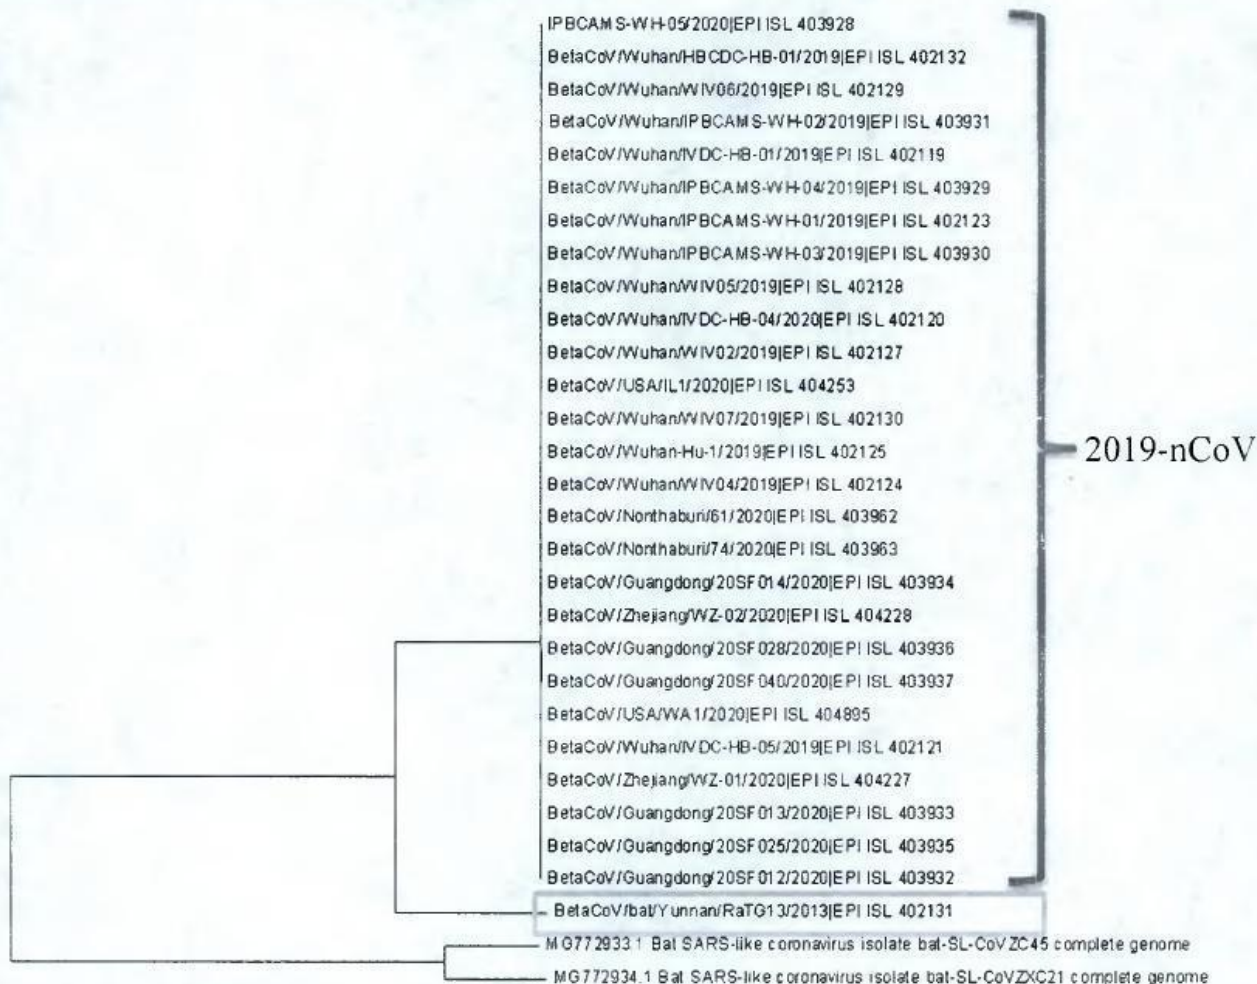 IPBCAMS-WH-05/2020|EPI ISL 403928
BetaCoV/Wuhan/HBCDC-HB-01/2019|EPI ISL 402132
BetaCoV/Wuhan/WIV06/2019|EPI ISL 402129
BetaCoV/Wuhan/IPBCAMS-WH-02/2019|EPI ISL 403931
BetaCoV/Wuhan/IVDC-HB-01/2019|EPI ISL 402119
BetaCoV/Wuhan/IPBCAMS-WH-04/2019|EPI ISL 403929
BetaCoV/Wuhan/IPBCAMS-WH-01/2019|EPI ISL 402123
BetaCoV/Wuhan/IPBCAMS-WH-03/2019|EPI ISL 403930
BetaCoV/Wuhan/WIV05/2019|EPI ISL 402128
BetaCoV/Wuhan/IVDC-HB-04/2020|EPI ISL 402120
BetaCoV/Wuhan/WIV02/2019|EPI ISL 402127
BetaCoV/USA/IL1/2020|EPI ISL 404253
BetaCoV/Wuhan/WIV07/2019|EPI ISL 402130
BetaCoV/Wuhan-Hu-1/2019|EPI ISL 402125
2019-nCoV
BetaCoV/Wuhan/WIV04/2019|EPI ISL 402124
BetaCoV/Nonthaburi/61/2020|EPI ISL 403962
BetaCoV/Nonthaburi/74/2020|EPI ISL 403963
BetaCoV/Guangdong/20SF014/2020|EPI ISL 403934
BetaCoV/Zhejiang/WZ-02/2020|EPI ISL 404228
BetaCoV/Guangdong/20SF028/2020|EPI ISL 403936
BetaCoV/Guangdong/20SF040/2020|EPI ISL 403937
BetaCoV/USA/WA1/2020|EPI ISL 404895
BetaCoV/Wuhan/IVDC-HB-05/2019|EPI ISL 402121
BetaCoV/Zhejiang/WZ-01/2020|EPI ISL 404227
BetaCoV/Guangdong/20SF013/2020|EPI ISL 403933
BetaCoV/Guangdong/20SF025/2020|EPI ISL 403935
BetaCoV/Guangdong/20SF012/2020|EPI ISL 403932
BetaCoV/bat/Yunnan/RaTG13/2013|EPI ISL 402131
MG772933.1 Bat SARS-like coronavirus isolate bat-SL-CoVZC45 complete genome
MG772934.1 Bat SARS-like coronavirus isolate bat-SL-CoVZXC21 complete genome